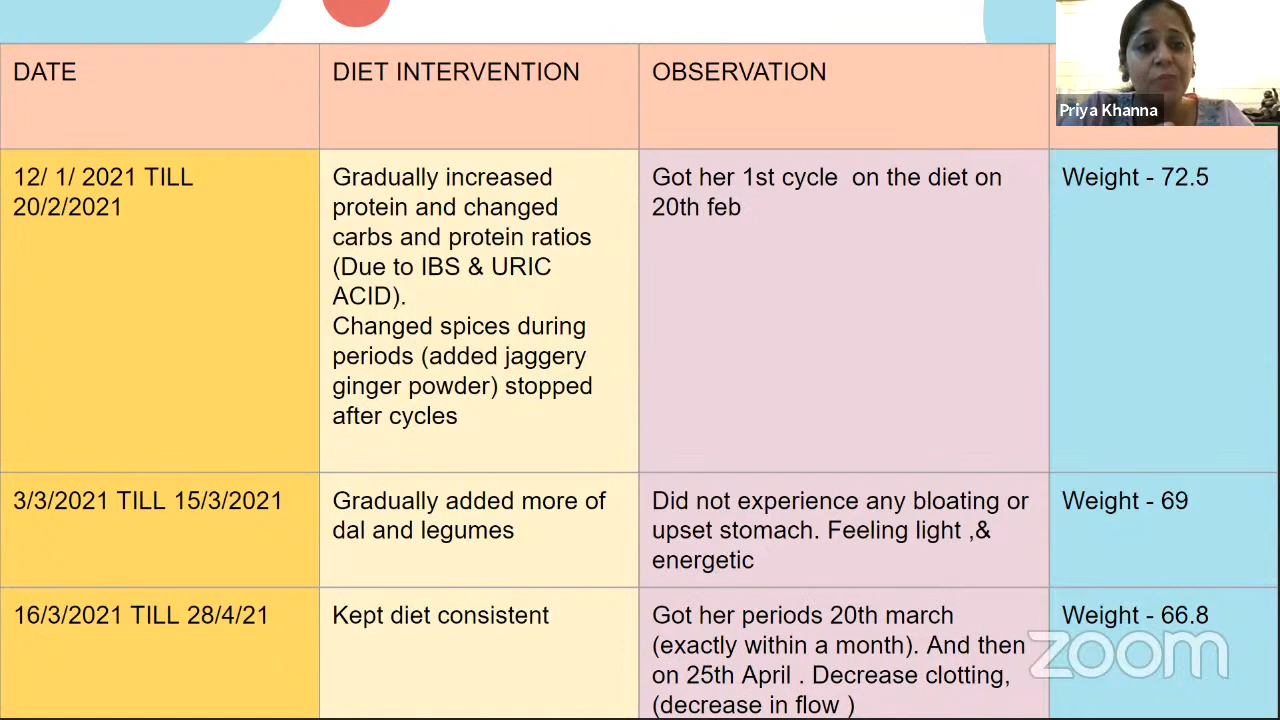 DATE
DIET INTERVENTION
OBSERVATION
Priya Khanna
12/ 1/ 2021 TILL
20/2/2021
Gradually increased
protein and changed
carbs and protein ratios
(Due to IBS & URIC
ACID).
Changed spices during
periods (added jaggery
ginger powder) stopped
after cycles
Got her 1st cycle  on the diet on
20th feb
Weight - 72.5
3/3/2021 TILL 15/3/2021
Gradually added more of
dal and legumes
Did not experience any bloating or
upset stomach. Feeling light ,&
energetic
Weight - 69
16/3/2021 TILL 28/4/21
Kept diet consistent
Got her periods 20th march
(exactly within a month). And then
on 25th April . Decrease clotting,
(decrease in flow )
Weight - 66.8
zoom